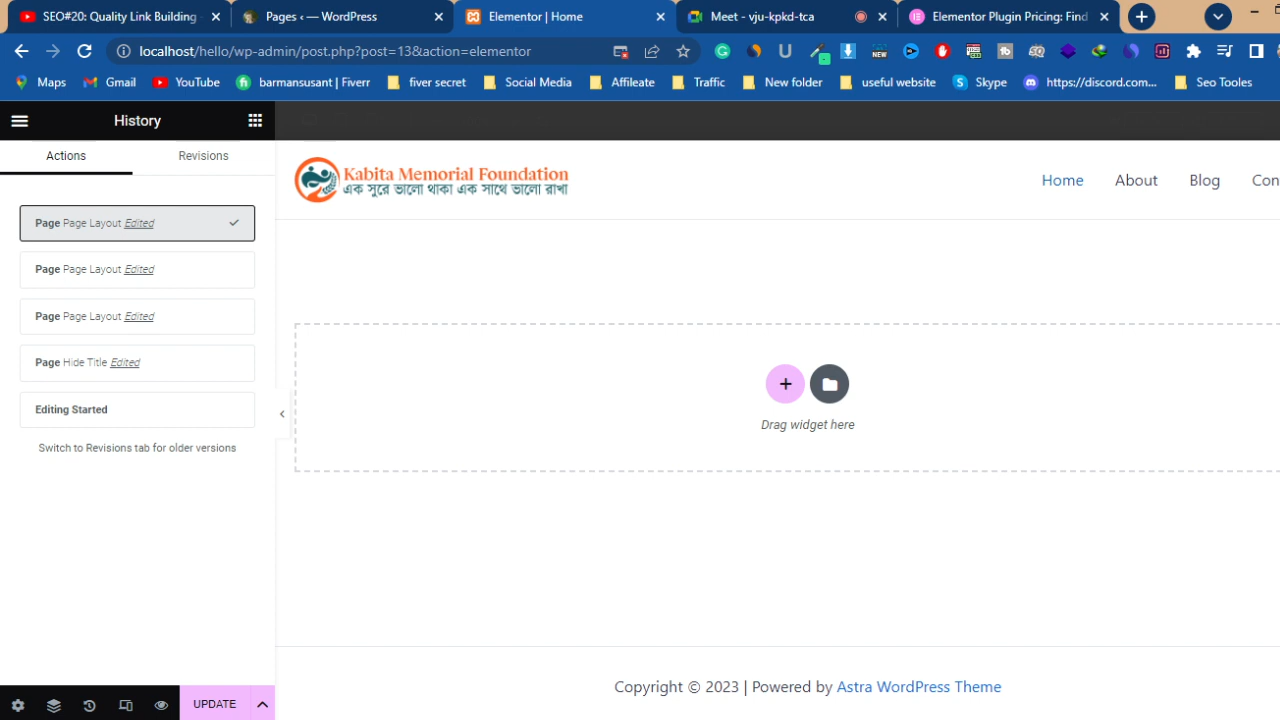 SEO#20: Quality Link Building
Pages ‹ — WordPress
Elementor | Home
Meet - vju-kpkd-tca
Elementor Plugin Pricing: Find
localhost/hello/wp-admin/post.php?post=13&action=elementor
Maps
Gmail
YouTube
barmansusant | Fiverr
fiver secret
Social Media
Affileate
Traffic
New folder
useful website
Skype
https://discord.com...
Seo Tooles
History
Actions
Revisions
Page Page Layout Edited
Page Page Layout Edited
Page Page Layout Edited
Page Hide Title Edited
Editing Started
Switch to Revisions tab for older versions
UPDATE
Kabita Memorial Foundation
এক সুরে ভালো থাকা এক সাথে ভালো রাখা
Home
About
Blog
Con
Drag widget here
Copyright © 2023 | Powered by Astra WordPress Theme